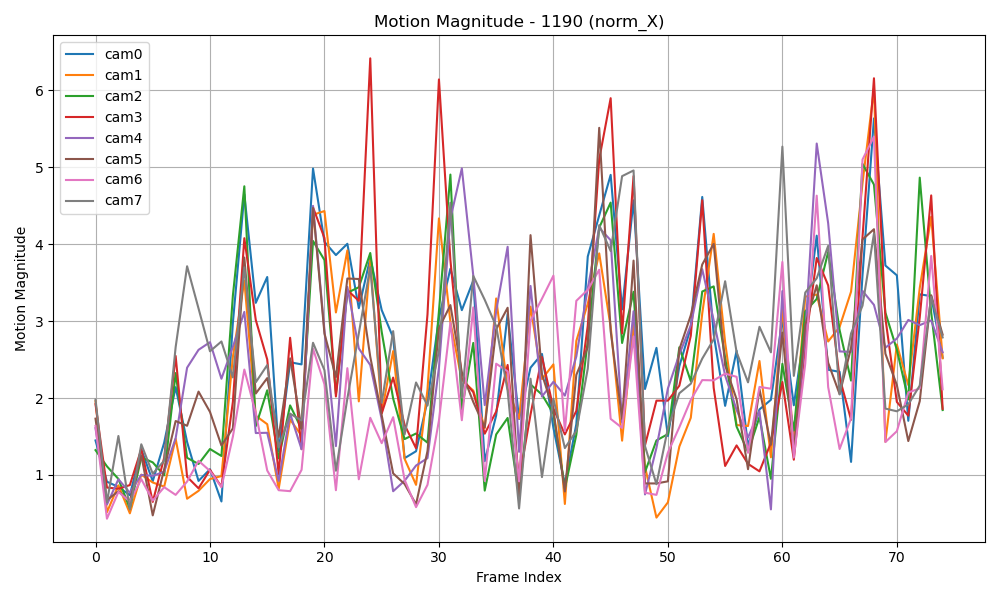 Motion Magnitude - 1190 (norm_X)
cam0
cam1
cam2
cam3
cam4
cam5
cam6
cam7
Motion Magnitude
6
5
4
3
2
1
0 10 20 30 40 50 60 70
Frame Index